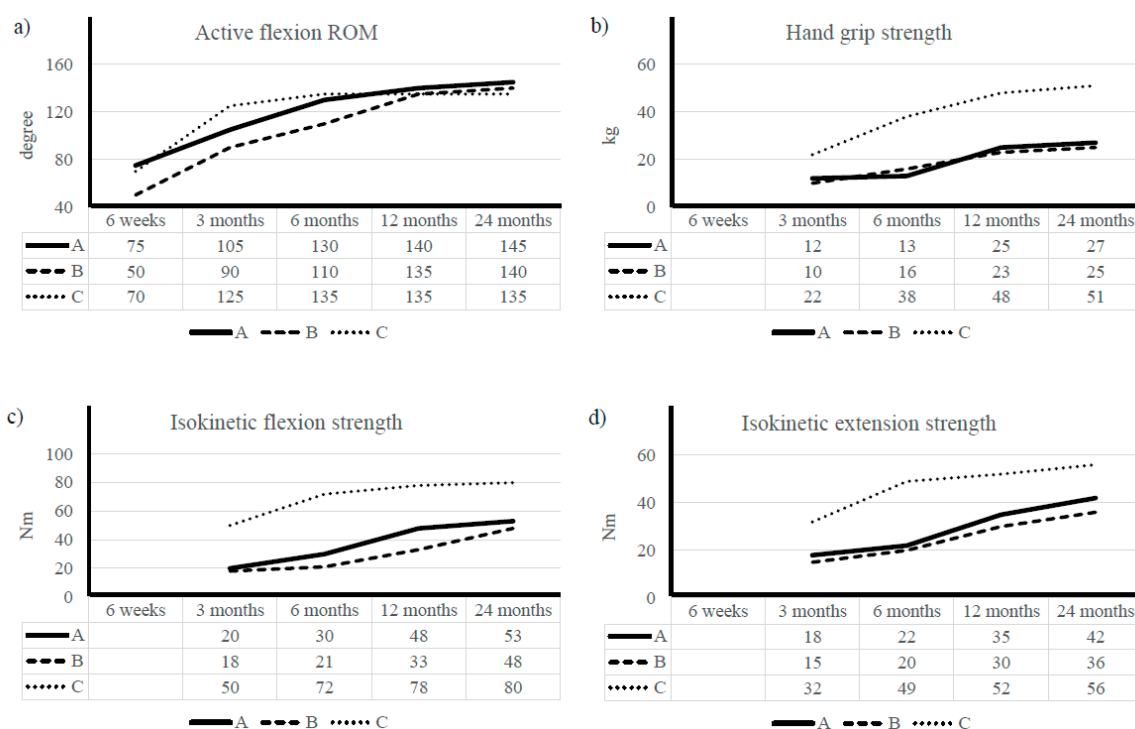 a) Active flexion ROM
160
120
degree
80
40
6 weeks 3 months 6 months 12 months 24 months
A 75 105 130 140 145
B 50 90 110 135 140
C 70 125 135 135 135
A B C
b) Hand grip strength
60
40
kg
20
0
6 weeks 3 months 6 months 12 months 24 months
A 12 13 25 27
B 10 16 23 25
C 22 38 48 51
A B C
c) Isokinetic flexion strength
100
80
60
Nm
40
20
0
6 weeks 3 months 6 months 12 months 24 months
A 20 30 48 53
B 18 21 33 48
C 50 72 78 80
A B C
d) Isokinetic extension strength
60
40
Nm
20
0
6 weeks 3 months 6 months 12 months 24 months
A 18 22 35 42
B 15 20 30 36
C 32 49 52 56
A B C